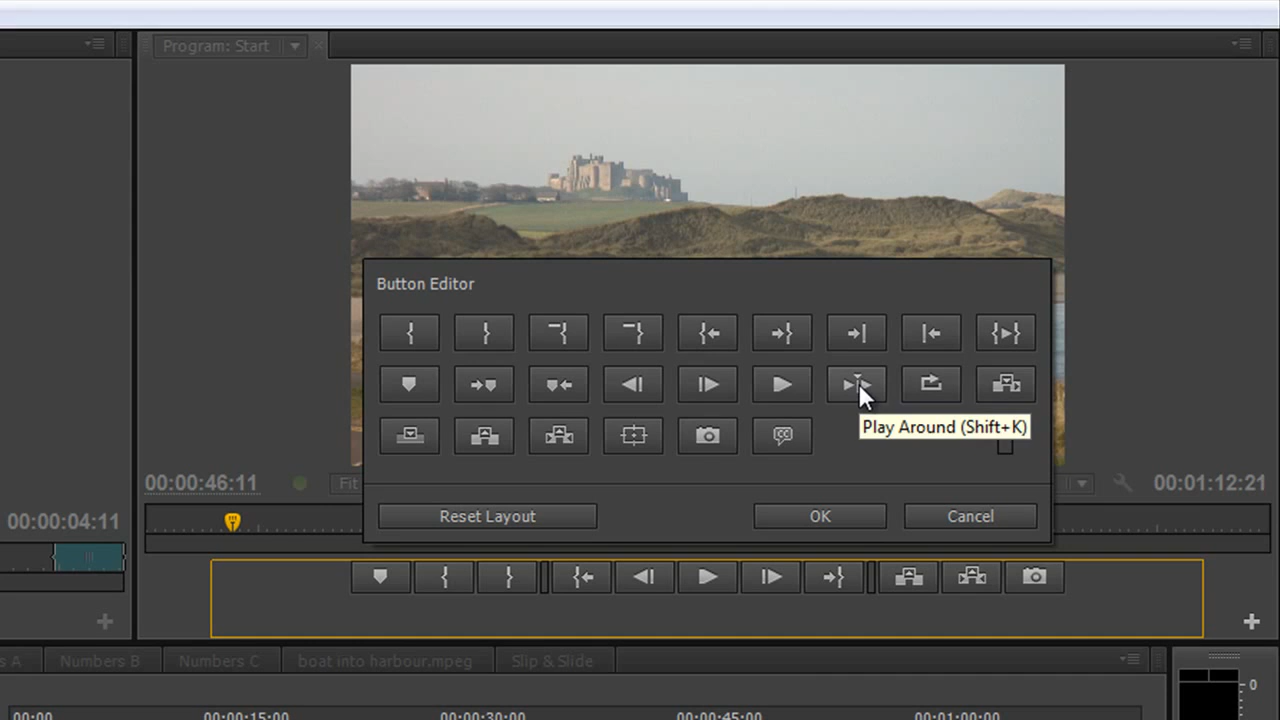 Program: Start
Button Editor
Play Around (Shift+K)
00:00:46:11
Fit
00:01:12:21
00:00:04:11
Reset Layout
OK
Cancel
s A
Numbers B
Numbers C
boat into harbour.mpeg
Slip & Slide
00:00
00:00:15:00
00:00:30:00
00:00:45:00
00:01:00:00
0